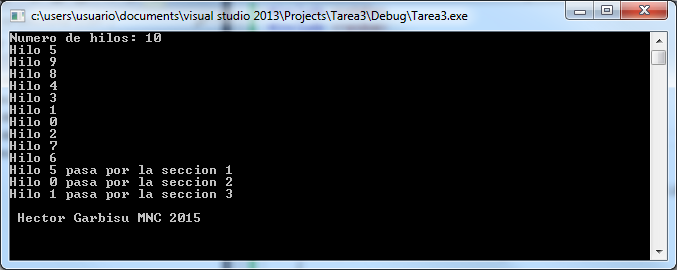 c:\users\usuario\documents\visual studio 2013\Projects\Tarea3\Debug\Tarea3.exe
Numero de hilos: 10
Hilo 5
Hilo 9
Hilo 8
Hilo 4
Hilo 3
Hilo 1
Hilo 0
Hilo 2
Hilo 7
Hilo 6
Hilo 5 pasa por la seccion 1
Hilo 0 pasa por la seccion 2
Hilo 1 pasa por la seccion 3
Hector Garbisu MNC 2015